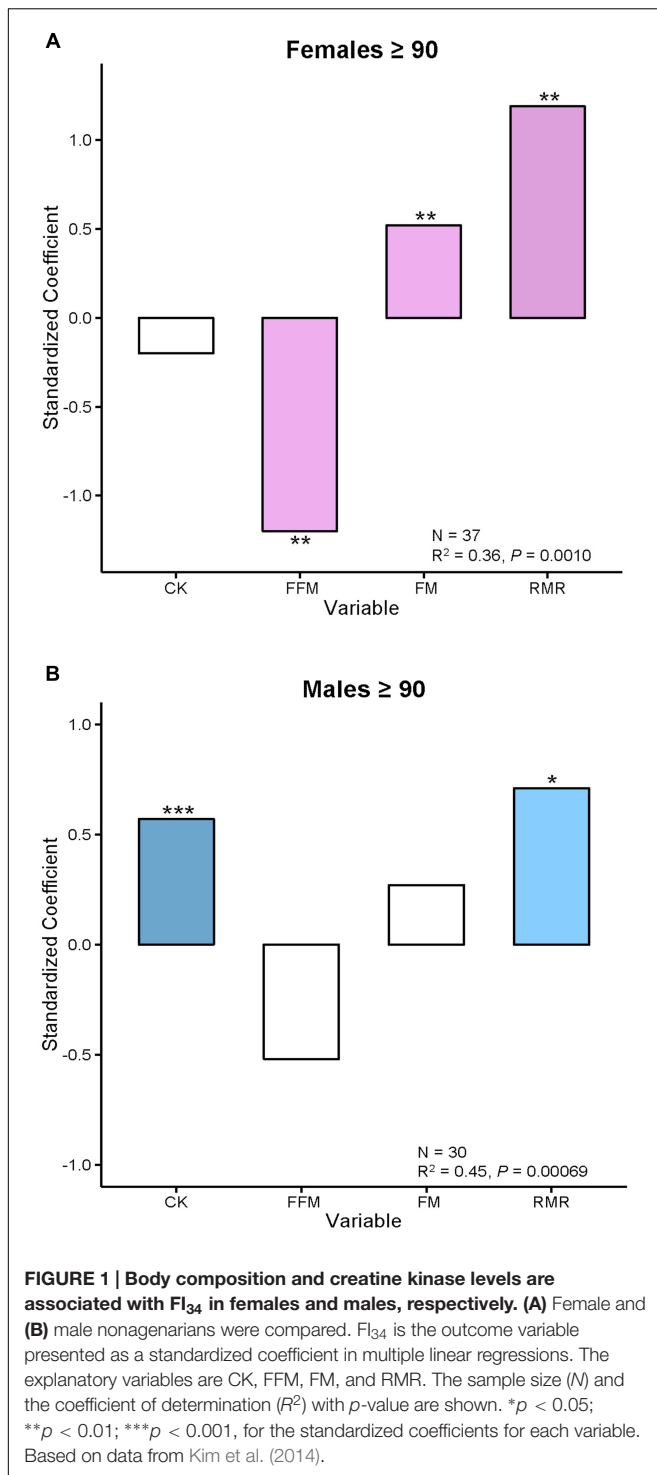 A
Females ≥ 90
**
**
**
1.0
0.5
0.0
-0.5
-1.0
Standardized Coefficient
N = 37
R² = 0.36, P = 0.0010
CK FFM FM RMR
Variable
B
Males ≥ 90
***
*
1.0
0.5
0.0
-0.5
-1.0
Standardized Coefficient
N = 30
R² = 0.45, P = 0.00069
CK FFM FM RMR
Variable
FIGURE 1 | Body composition and creatine kinase levels are
associated with FI₃₄ in females and males, respectively. (A) Female and
(B) male nonagenarians were compared. FI₃₄ is the outcome variable
presented as a standardized coefficient in multiple linear regressions. The
explanatory variables are CK, FFM, FM, and RMR. The sample size (N) and
the coefficient of determination (R²) with p-value are shown. *p < 0.05;
**p < 0.01; ***p < 0.001, for the standardized coefficients for each variable.
Based on data from Kim et al. (2014).